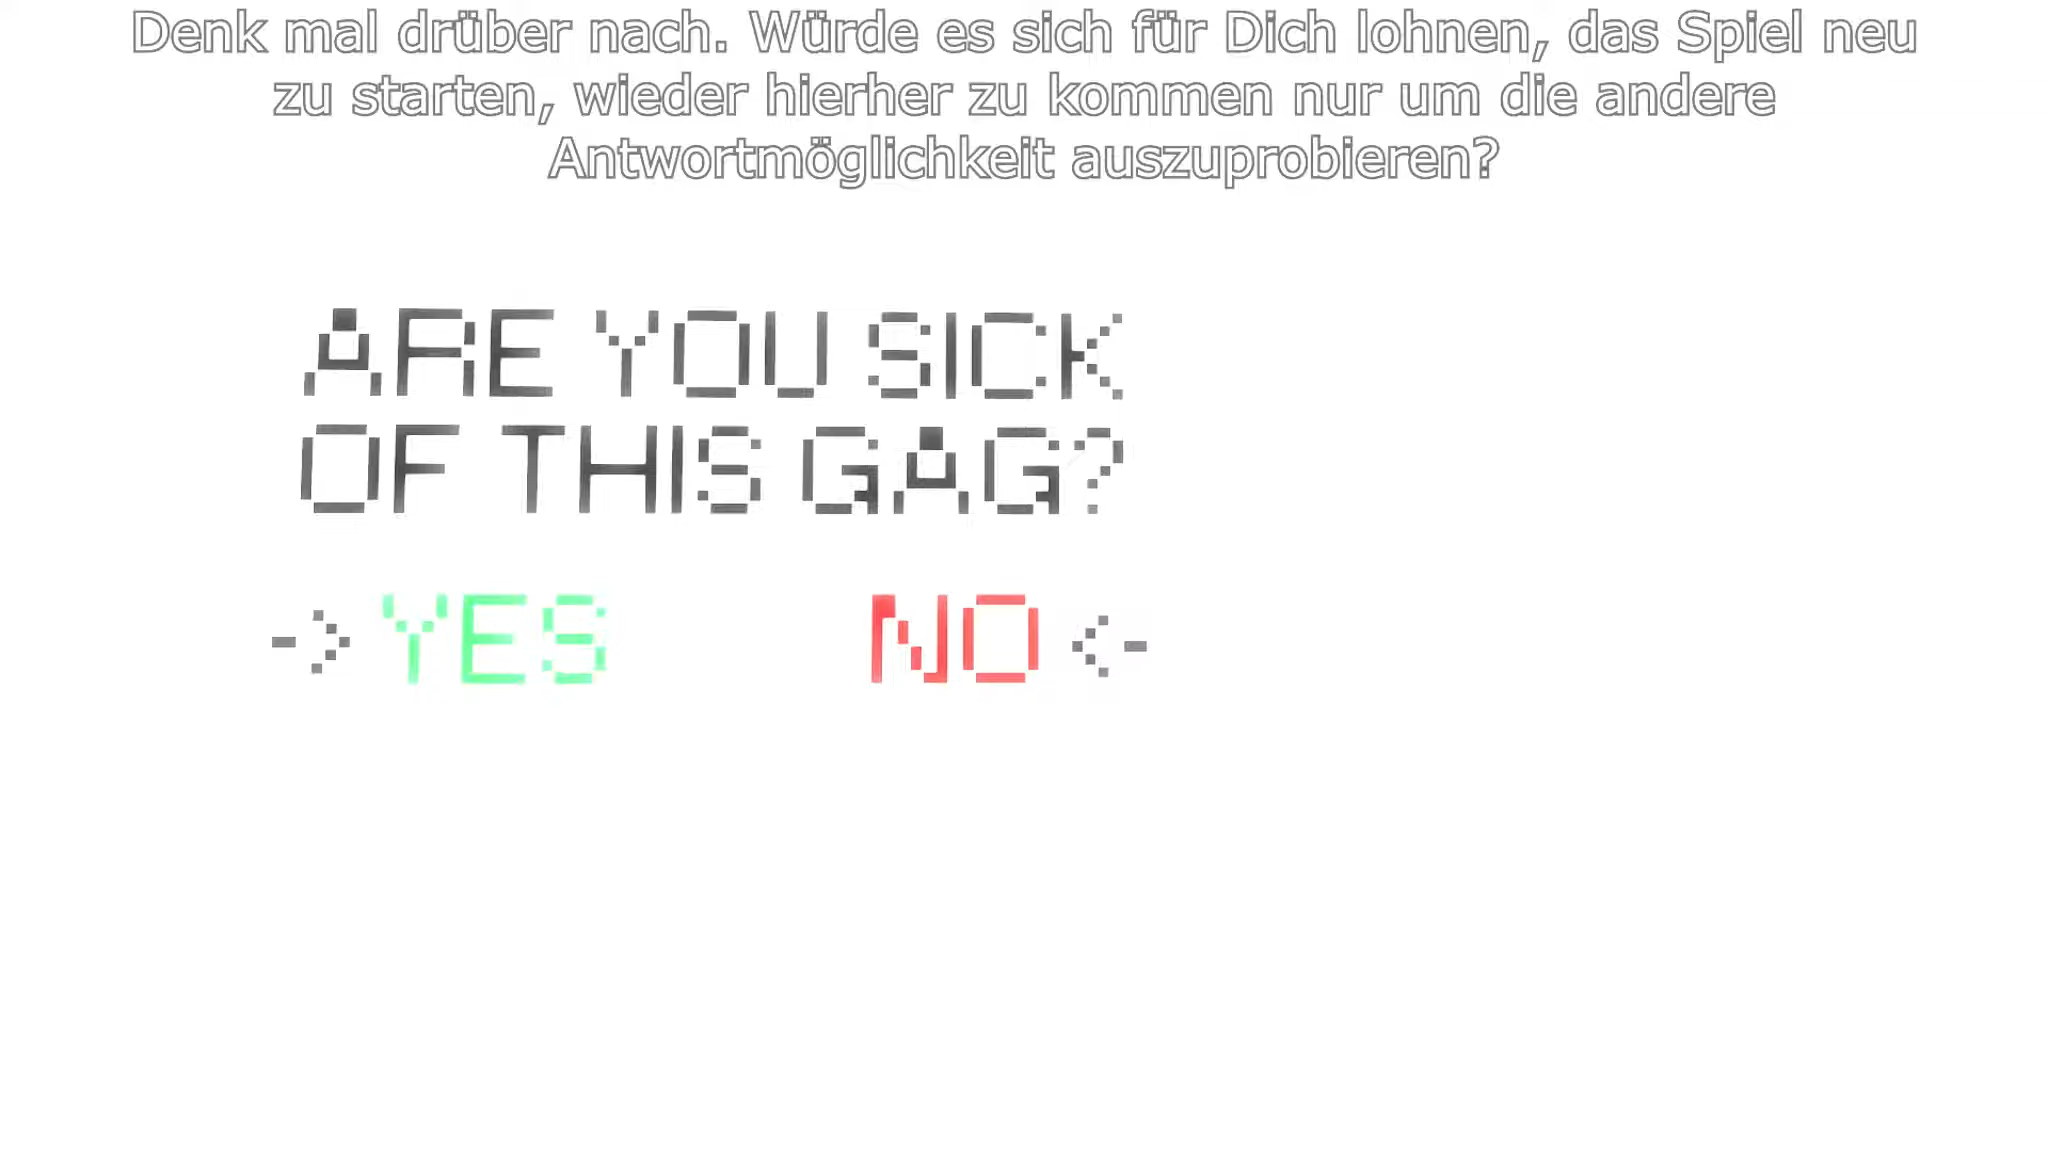 Denk mal drüber nach. Würde es sich für Dich lohnen, das Spiel neu
zu starten, wieder hierher zu kommen nur um die andere
Antwortmöglichkeit auszuprobieren?
ARE YOU SICK
OF THIS GAG?
-> YES NO <-